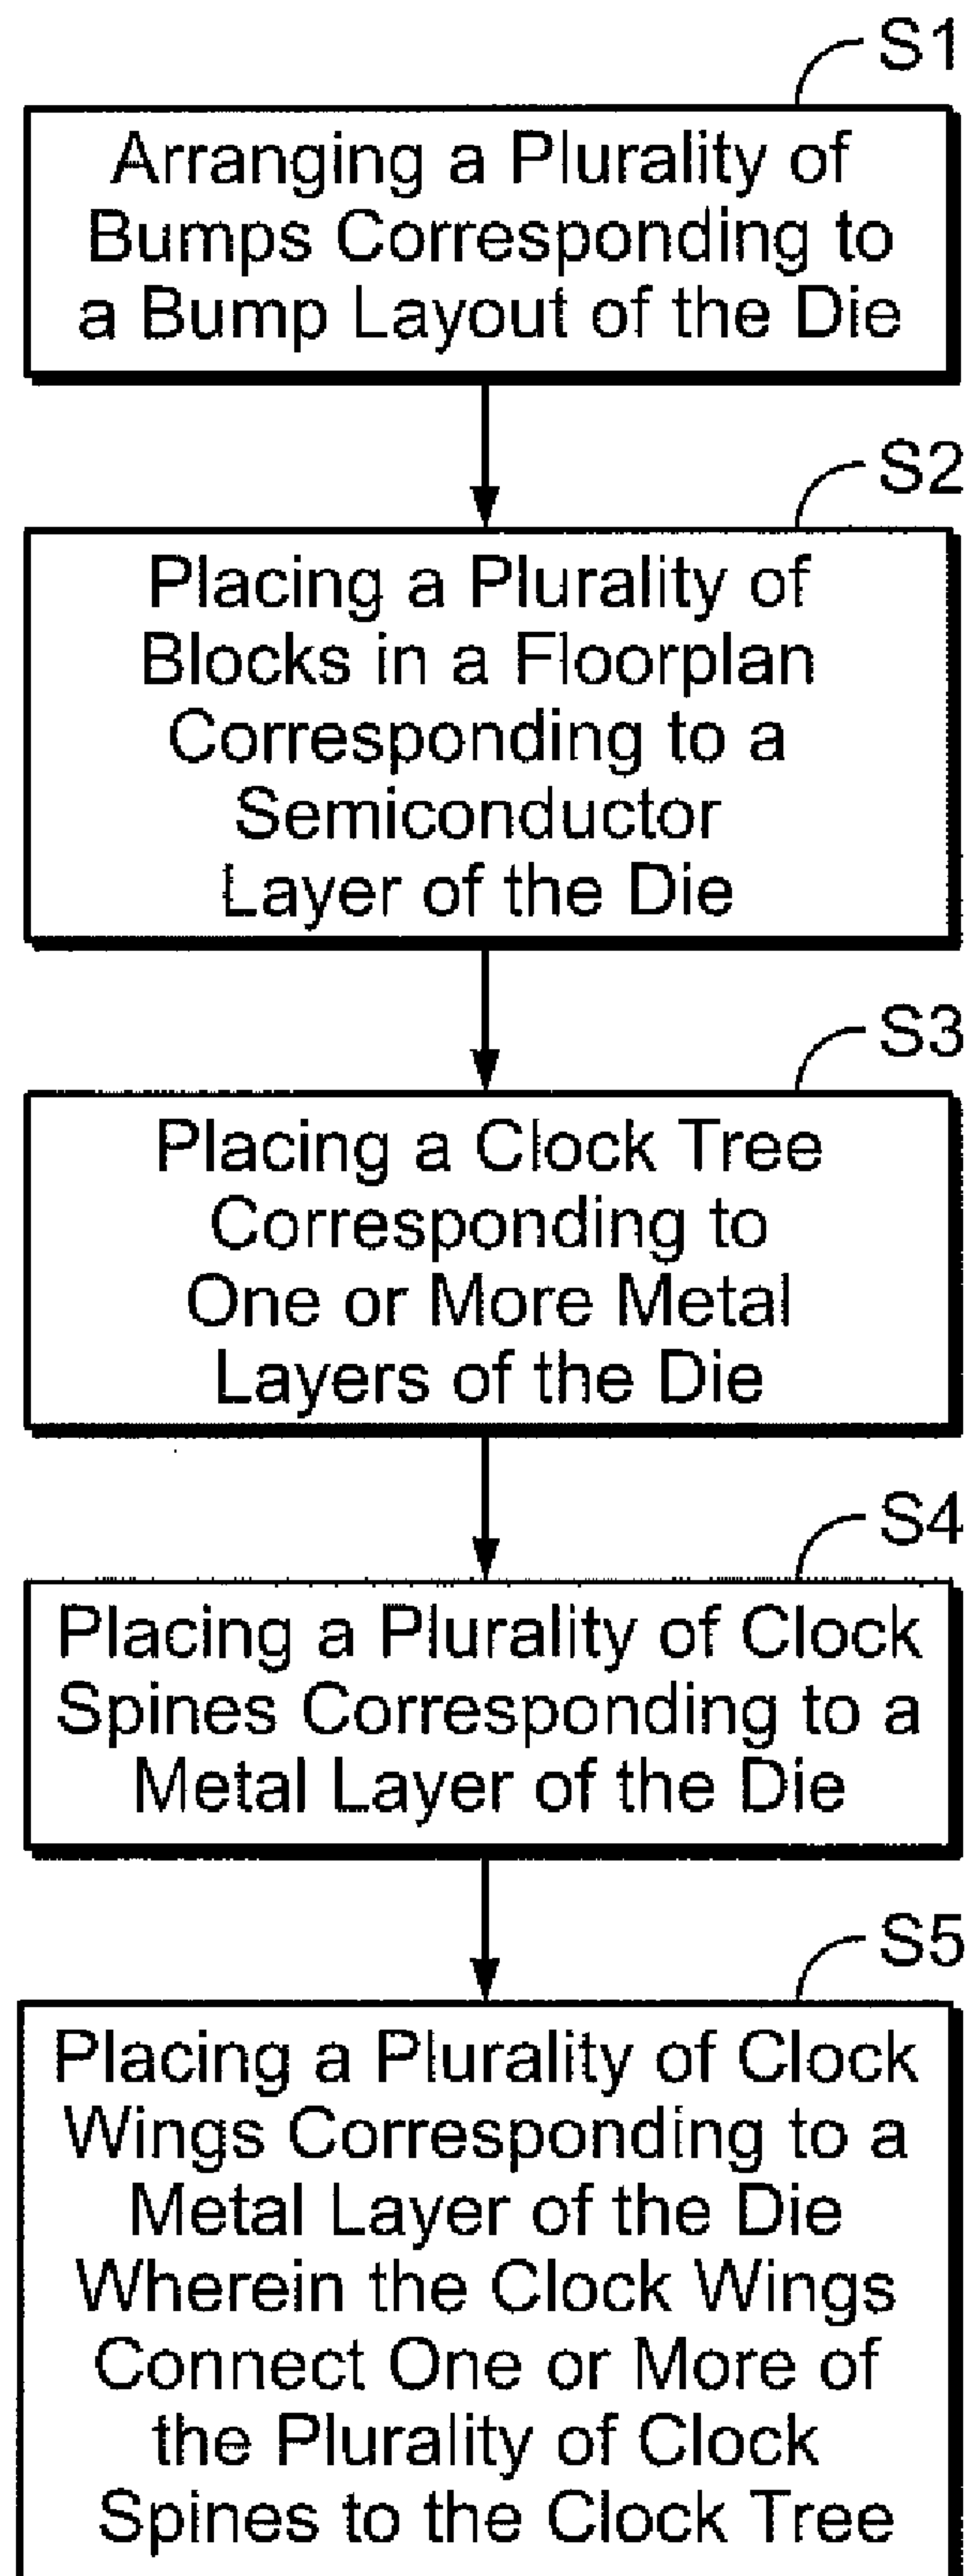 S1
Arranging a Plurality of
Bumps Corresponding to
a Bump Layout of the Die
S2
Placing a Plurality of
Blocks in a Floorplan
Corresponding to a
Semiconductor
Layer of the Die
S3
Placing a Clock Tree
Corresponding to
One or More Metal
Layers of the Die
S4
Placing a Plurality of Clock
Spines Corresponding to a
Metal Layer of the Die
S5
Placing a Plurality of Clock
Wings Corresponding to a
Metal Layer of the Die
Wherein the Clock Wings
Connect One or More of
the Plurality of Clock
Spines to the Clock Tree